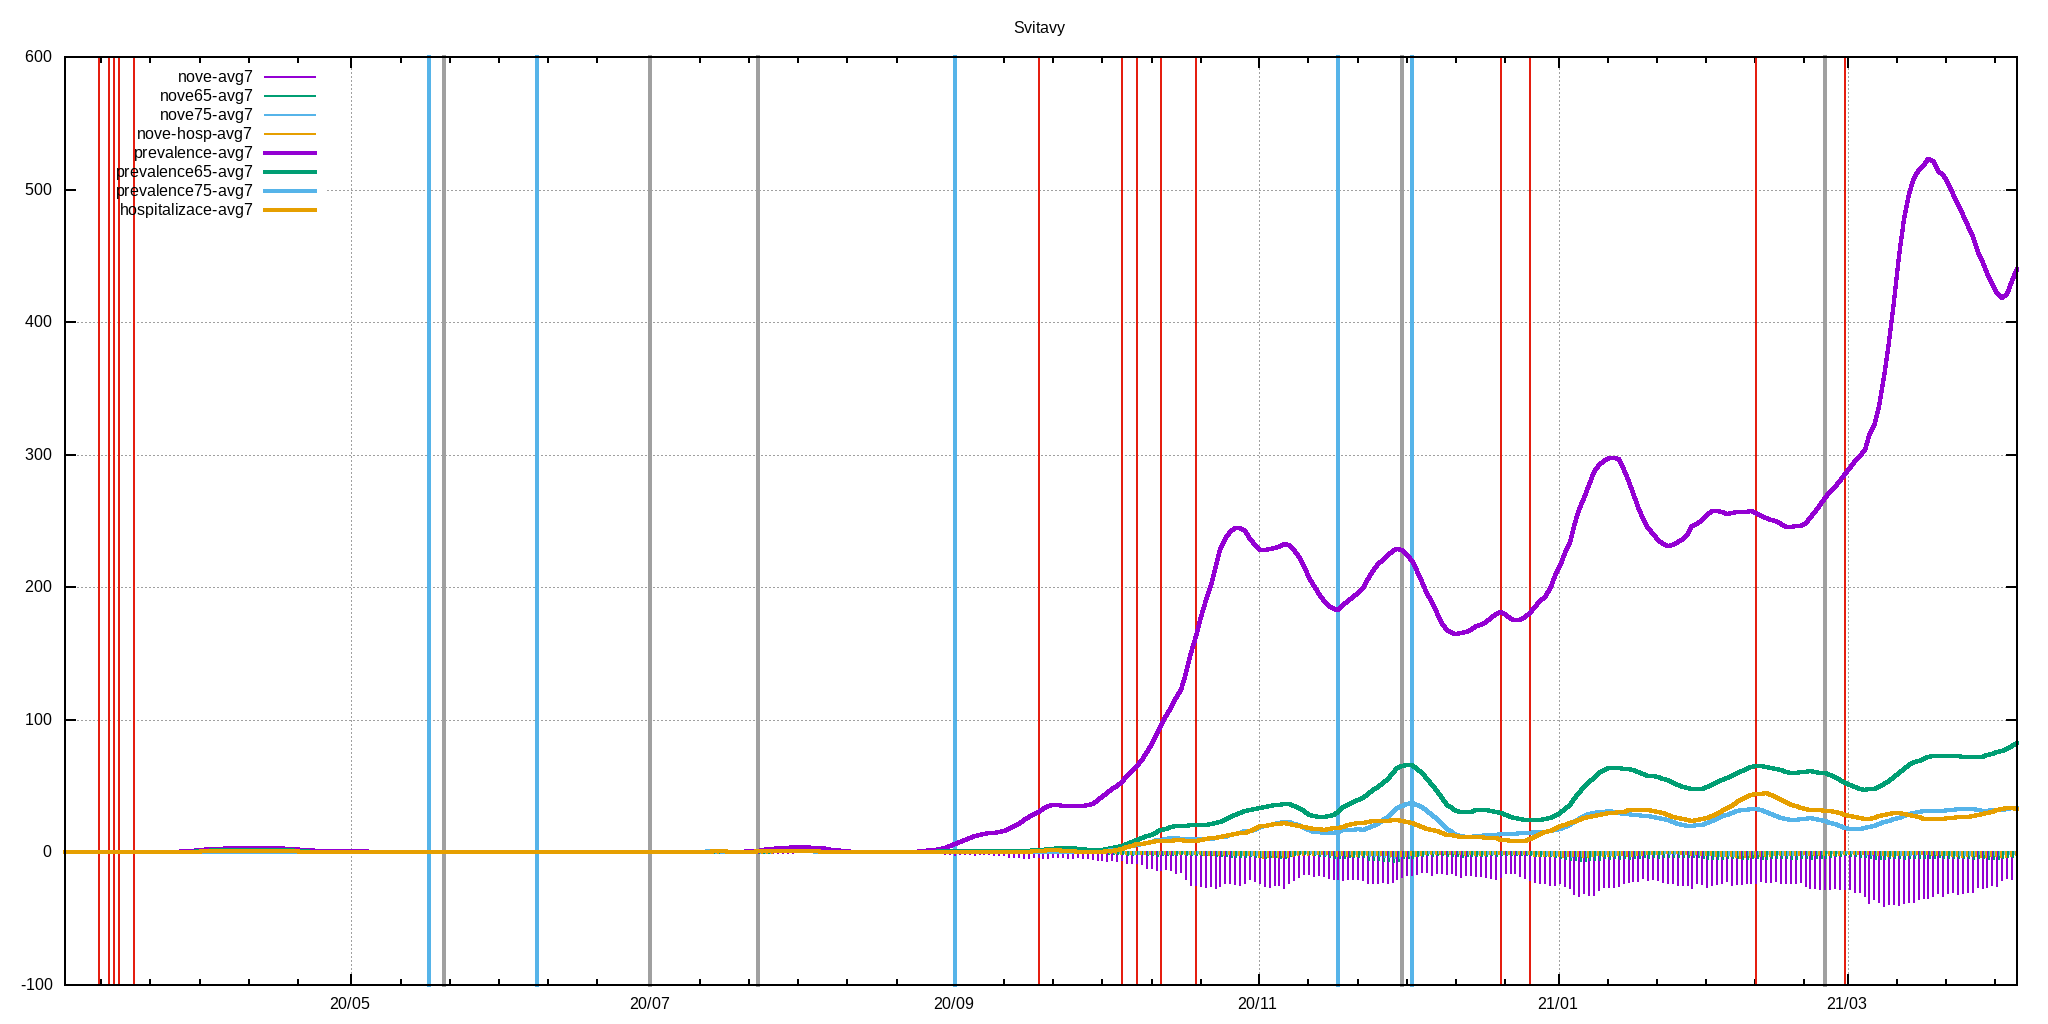 Svitavy
600
500
400
300
200
100
0
-100
nove-avg7
nove65-avg7
nove75-avg7
nove-hosp-avg7
prevalence-avg7
prevalence65-avg7
prevalence75-avg7
hospitalizace-avg7
20/05 20/07 20/09 20/11 21/01 21/03